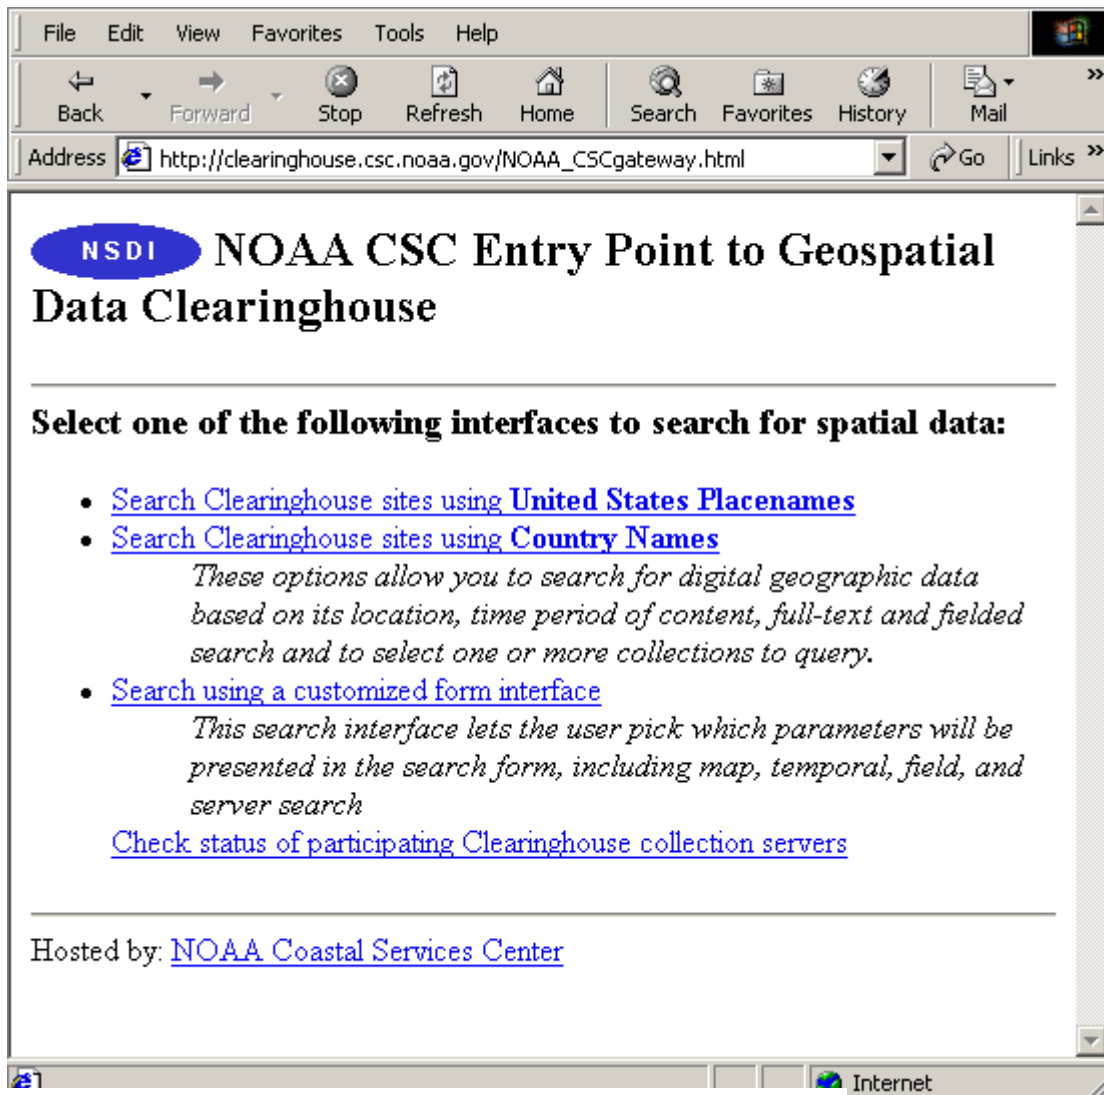 File Edit View Favorites Tools Help
Back Forward Stop Refresh Home Search Favorites History Mail »
Address http://clearinghouse.csc.noaa.gov/NOAA_CSCgateway.html Go Links »
NSDI NOAA CSC Entry Point to Geospatial
Data Clearinghouse
Select one of the following interfaces to search for spatial data:
• Search Clearinghouse sites using United States Placenames
• Search Clearinghouse sites using Country Names
These options allow you to search for digital geographic data
based on its location, time period of content, full-text and fielded
search and to select one or more collections to query.
• Search using a customized form interface
This search interface lets the user pick which parameters will be
presented in the search form, including map, temporal, field, and
server search
Check status of participating Clearinghouse collection servers
Hosted by: NOAA Coastal Services Center
Internet